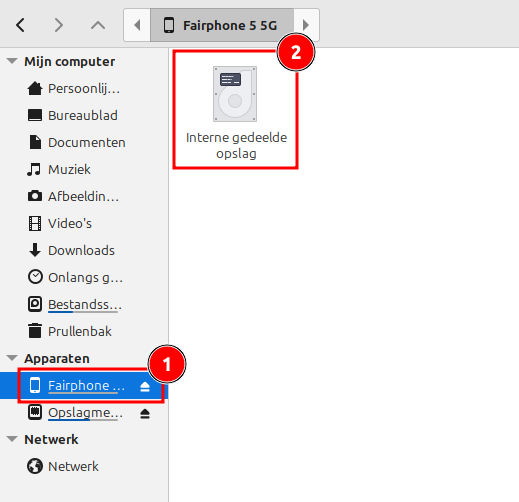 Fairphone 5 5G
Mijn computer
Persoonlij...
Bureaublad
Documenten
Muziek
Afbeeldin...
Video's
Downloads
Onlangs g...
Bestandss...
Prullenbak
Apparaten
Fairphone ...
Opslagme...
Netwerk
Netwerk
2
Interne gedeelde
opslag
1